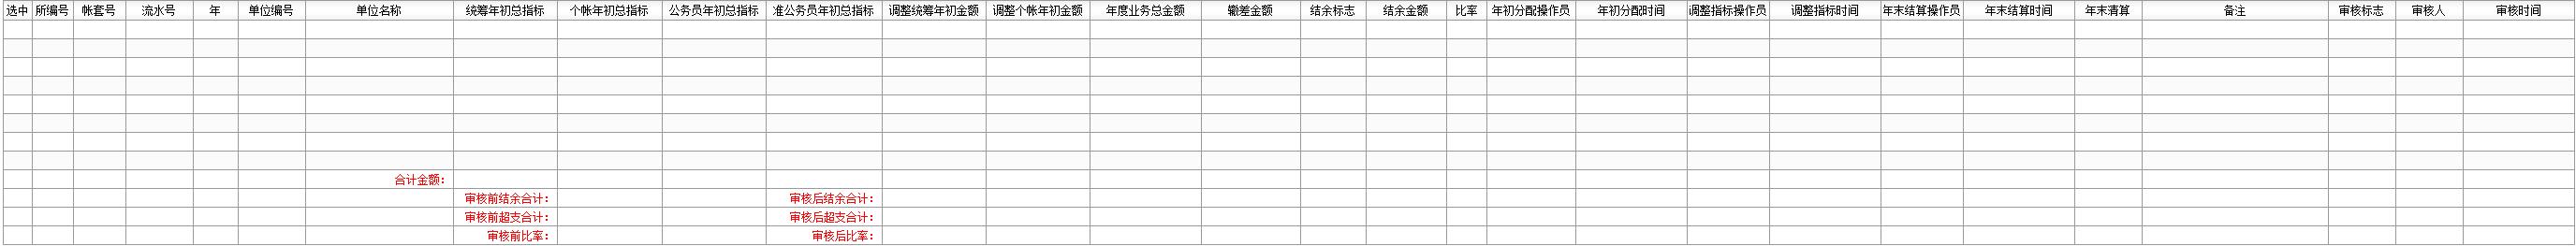 选中 所编号 帐套号 流水号 年 单位编号 单位名称 统筹年初总指标 个帐年初总指标 公务员年初总指标 准公务员年初总指标 调整统筹年初金额 调整个帐年初金额 年度业务总金额 输差金额 结余标志 结余金额 比率 年初分配操作员 年初分配时间 调整指标操作员 调整指标时间 年末结算操作员 年末结算时间 年末清算 备注 审核标志 审核人 审核时间
合计金额:
审核前结余合计: 审核后结余合计:
审核前超支合计: 审核后超支合计:
审核前比率: 审核后比率: